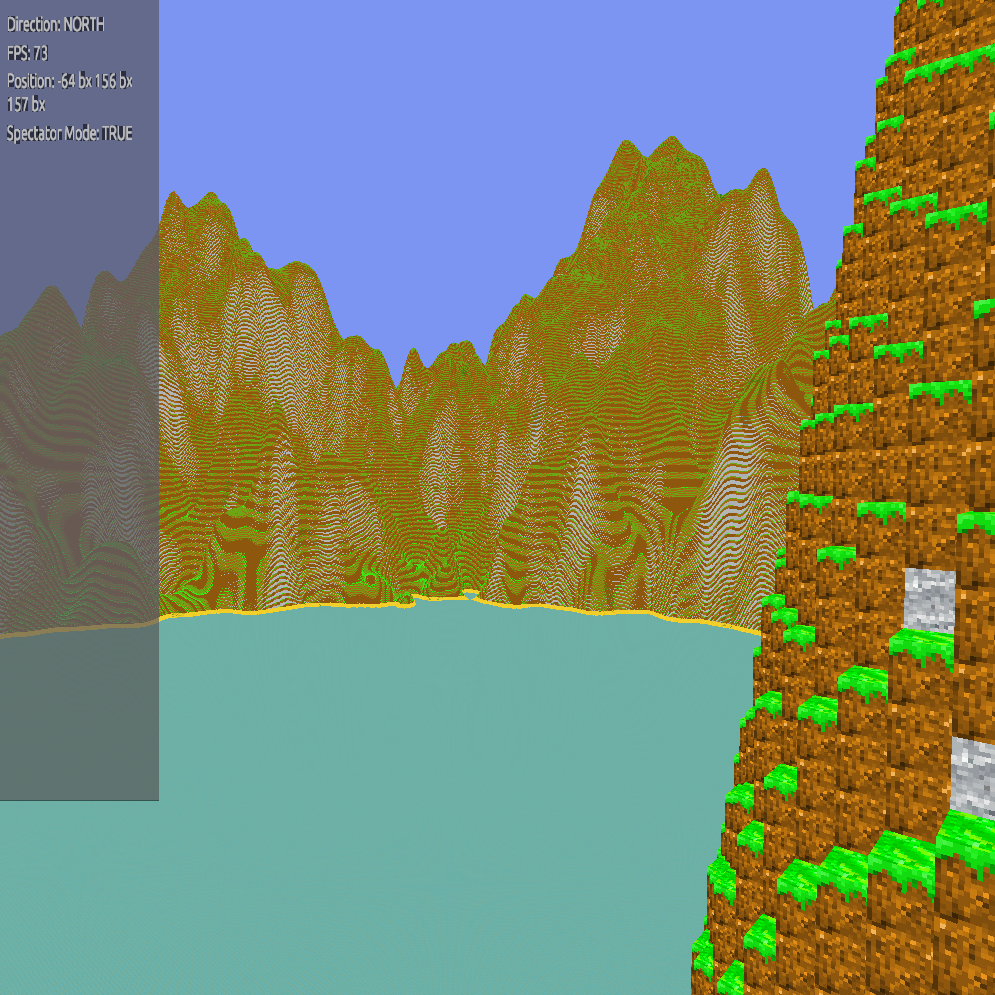 Direction: NORTH
FPS: 73
Position: -64 bx 156 bx
157 bx
Spectator Mode: TRUE